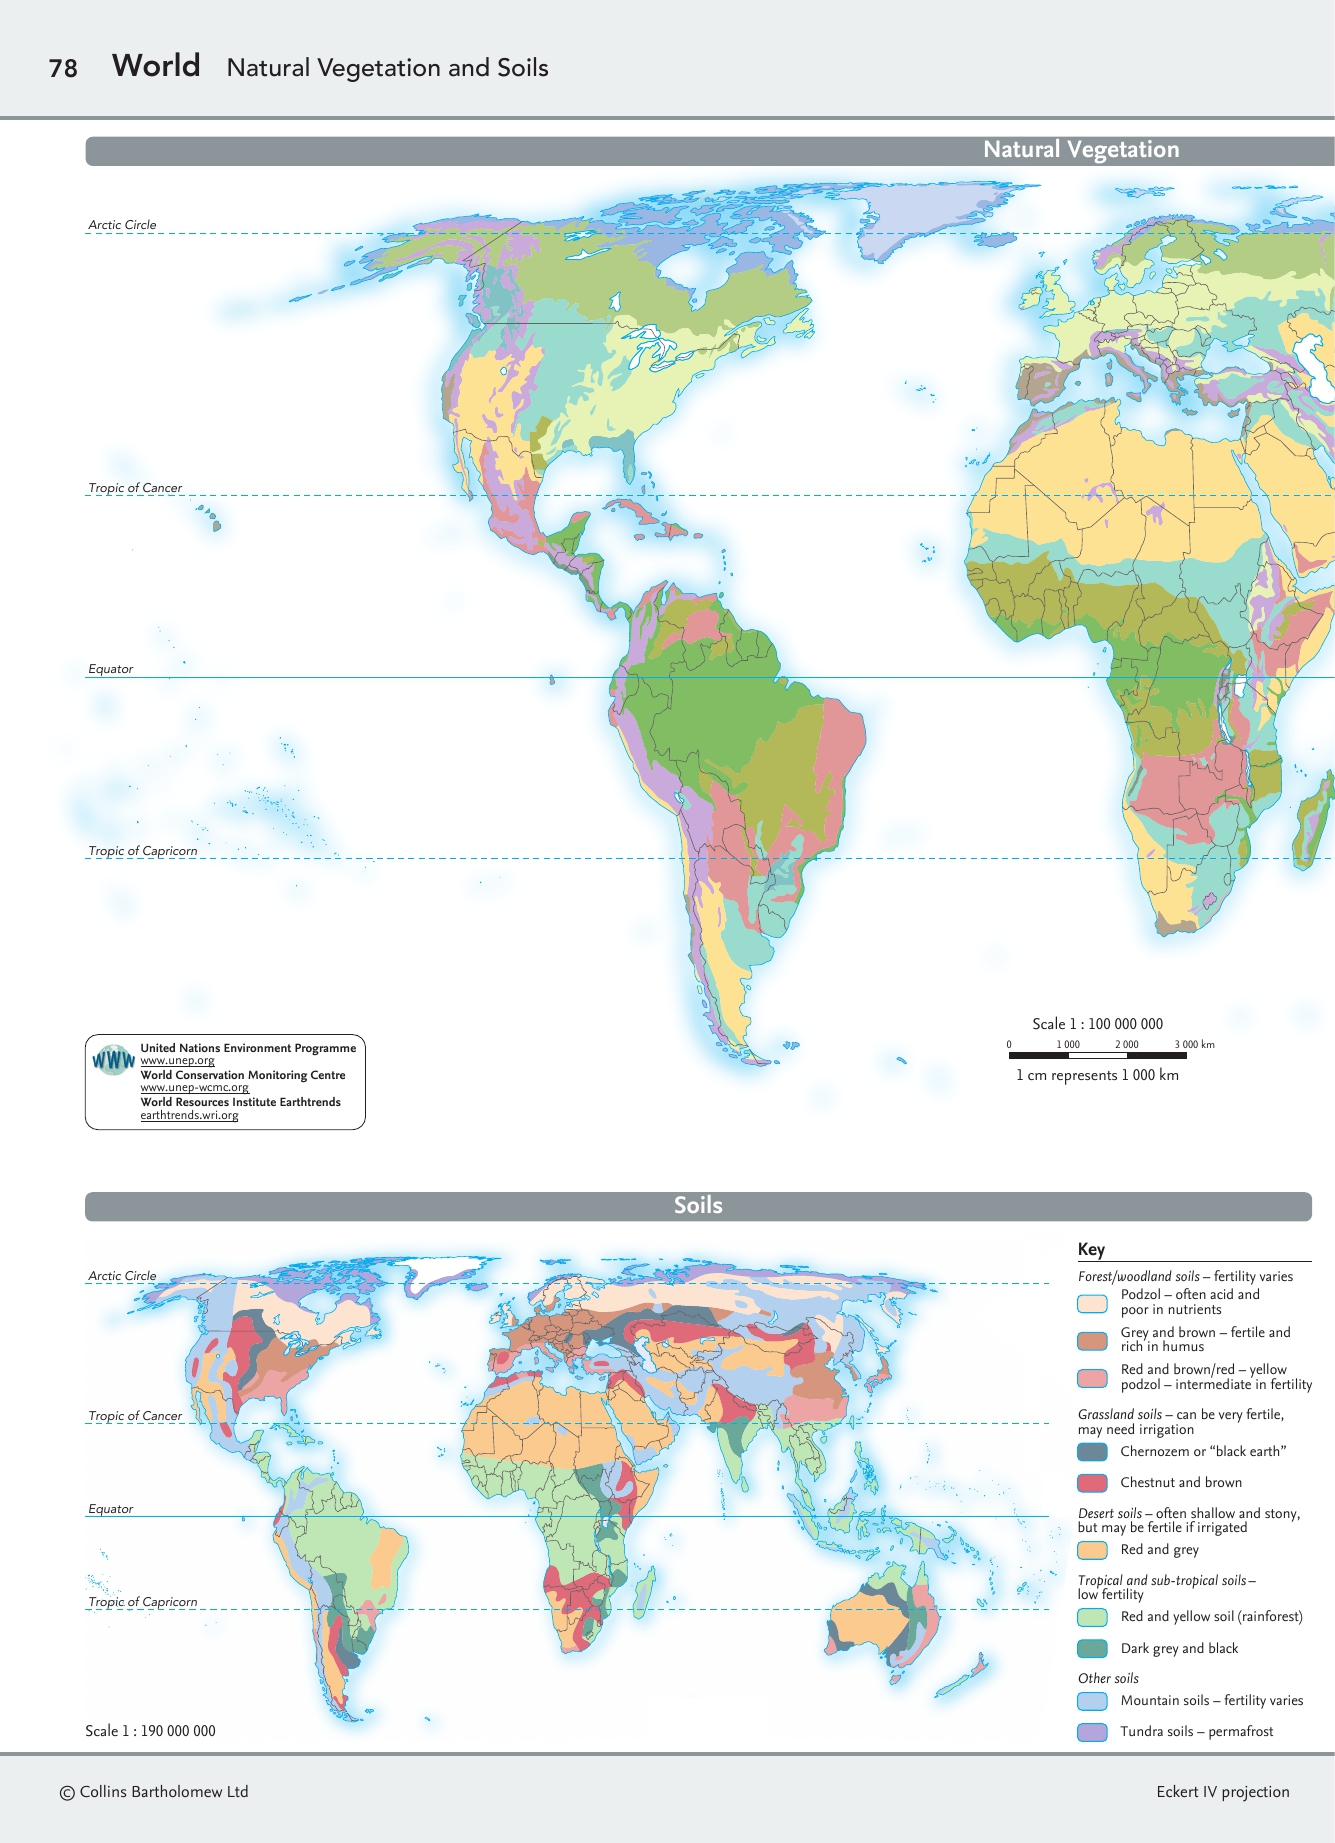 78 World Natural Vegetation and Soils
Natural Vegetation
Arctic Circle
Tropic of Cancer
Equator
Tropic of Capricorn
WWW
United Nations Environment Programme
www.unep.org
World Conservation Monitoring Centre
www.unep-wcmc.org
World Resources Institute Earthtrends
earthtrends.wri.org
Scale 1 : 100 000 000
0 1 000 2 000 3 000 km
1 cm represents 1 000 km
Soils
Arctic Circle
Tropic of Cancer
Equator
Tropic of Capricorn
Scale 1 : 190 000 000
Key
Forest/woodland soils – fertility varies
Podzol – often acid and
poor in nutrients
Grey and brown – fertile and
rich in humus
Red and brown/red – yellow
podzol – intermediate in fertility
Grassland soils – can be very fertile,
may need irrigation
Chernozem or “black earth”
Chestnut and brown
Desert soils – often shallow and stony,
but may be fertile if irrigated
Red and grey
Tropical and sub-tropical soils –
low fertility
Red and yellow soil (rainforest)
Dark grey and black
Other soils
Mountain soils – fertility varies
Tundra soils – permafrost
© Collins Bartholomew Ltd
Eckert IV projection